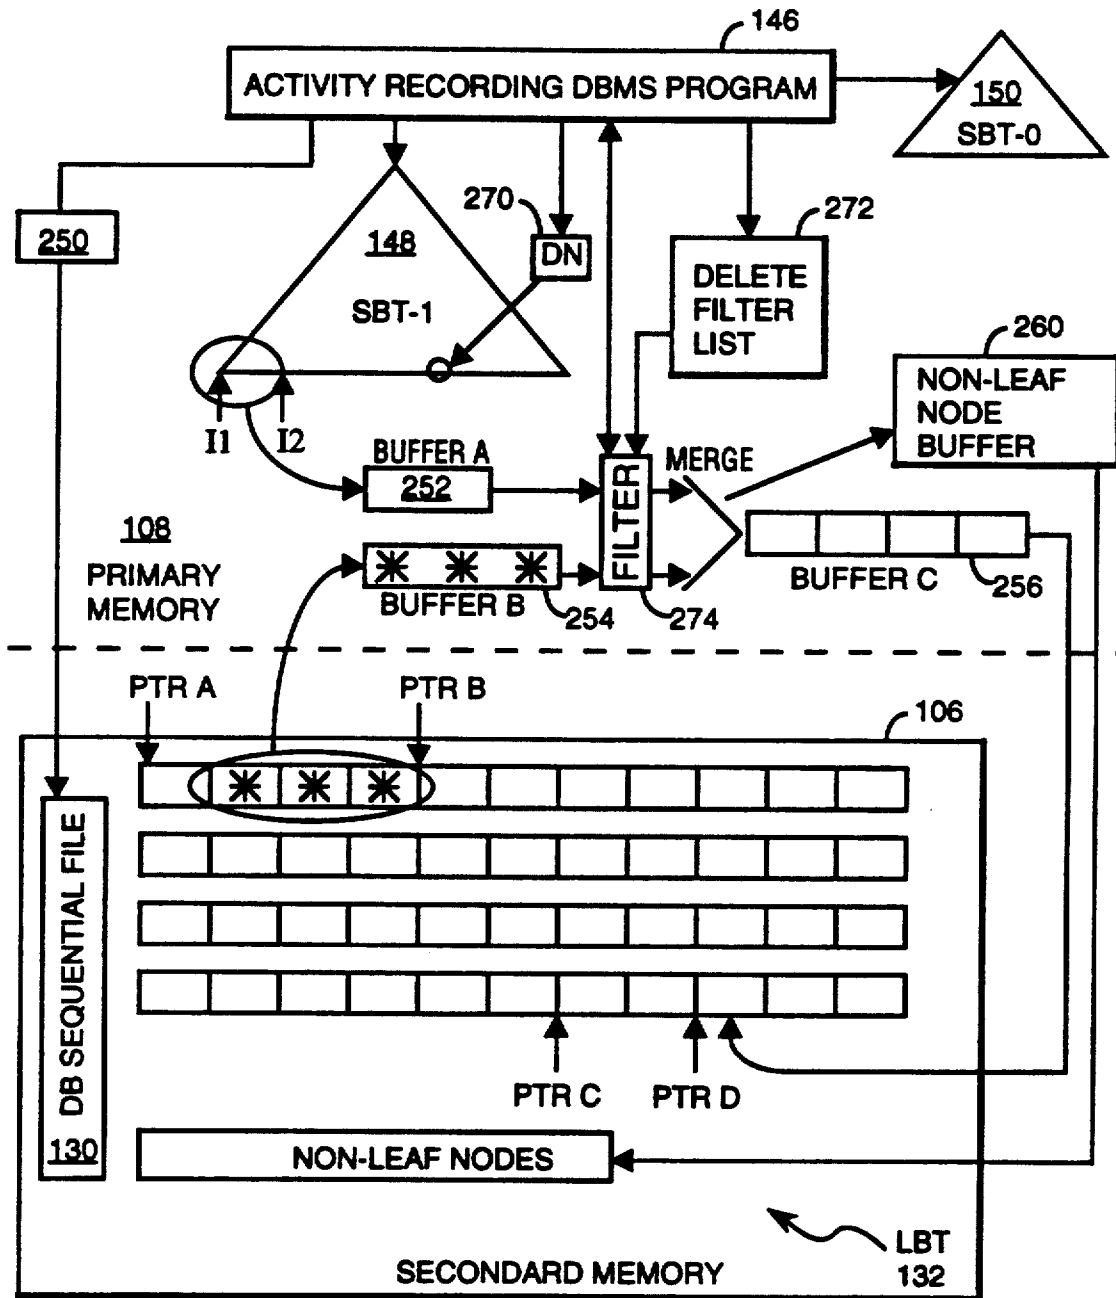 146
ACTIVITY RECORDING DBMS PROGRAM
150
SBT-0
270
272
250
148
DN
DELETE
FILTER
LIST
SBT-1
260
NON-LEAF
NODE
BUFFER
I1
I2
BUFFER A
252
MERGE
FILTER
108
PRIMARY
MEMORY
BUFFER B
254
274
BUFFER C
256
PTR A
PTR B
106
DB SEQUENTIAL FILE
130
PTR C
PTR D
NON-LEAF NODES
LBT
132
SECONDARD MEMORY